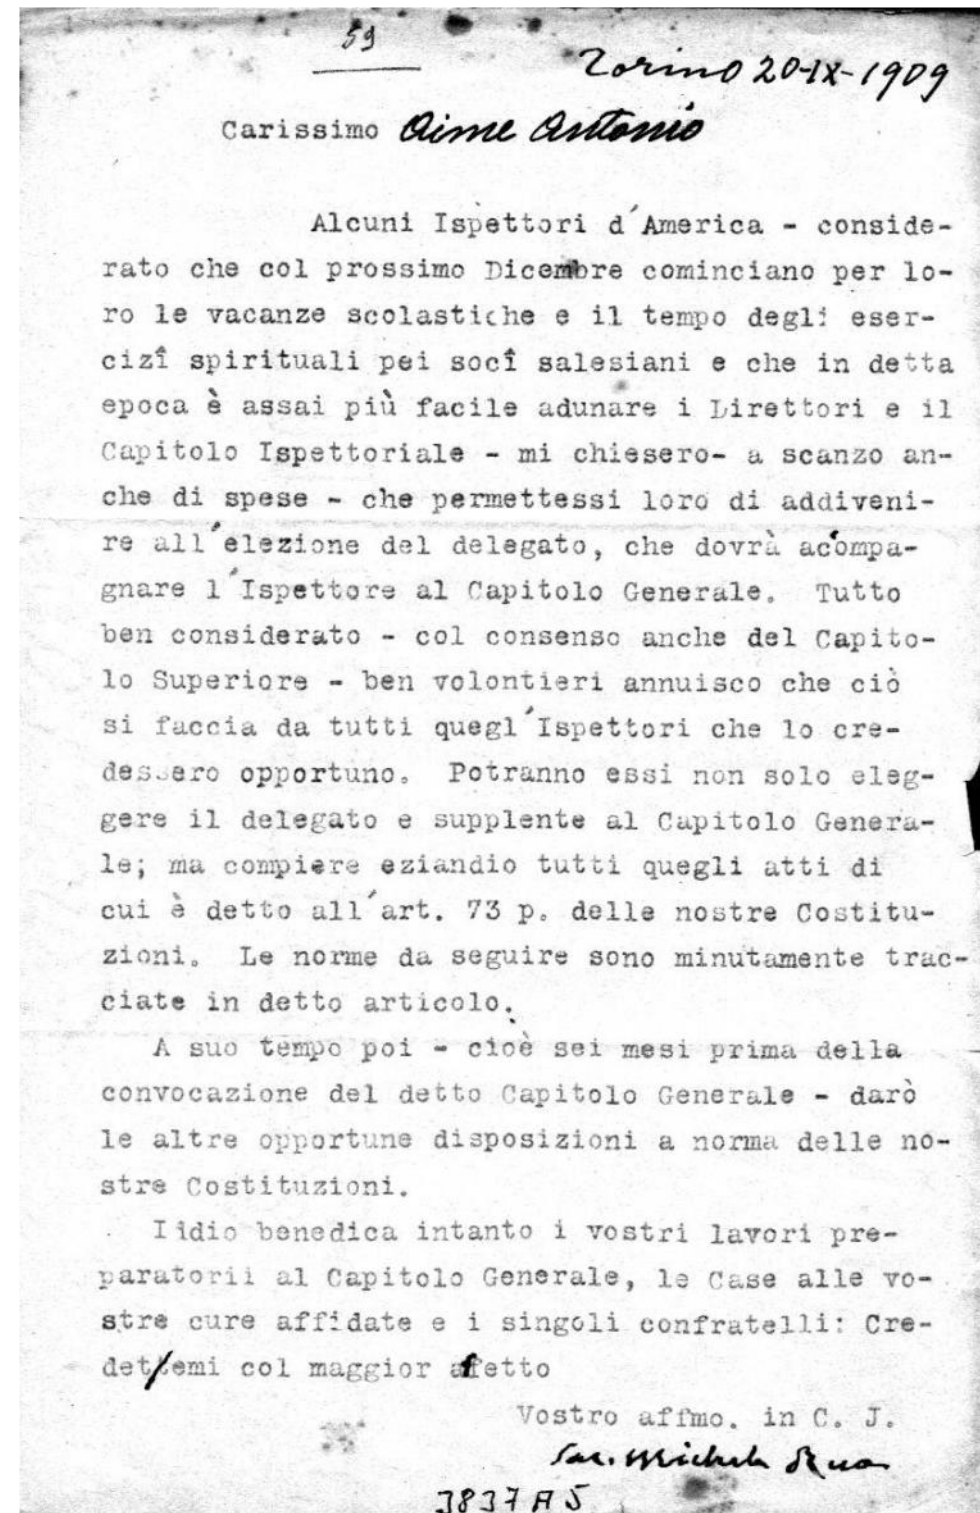 59
Torino 20-IX-1909
Carissimo Aime Antonio
Alcuni Ispettori d'America - conside-
rato che col prossimo Dicembre cominciano per lo-
ro le vacanze scolastiche e il tempo degli eser-
cizî spirituali pei socî salesiani e che in detta
epoca è assai più facile adunare i Direttori e il
Capitolo Ispettoriale - mi chiesero- a scanzo an-
che di spese - che permettessi loro di addiveni-
re all'elezione del delegato, che dovrà acompa-
gnare l'Ispettore al Capitolo Generale. Tutto
ben considerato - col consenso anche del Capito-
lo Superiore - ben volontieri annuisco che ciò
si faccia da tutti quegl'Ispettori che lo cre-
dessero opportuno. Potranno essi non solo eleg-
gere il delegato e supplente al Capitolo Genera-
le; ma compiere eziandio tutti quegli atti di
cui è detto all'art. 73 p. delle nostre Costitu-
zioni. Le norme da seguire sono minutamente trac-
ciate in detto articolo.
A suo tempo poi - cioè sei mesi prima della
convocazione del detto Capitolo Generale - darò
le altre opportune disposizioni a norma delle no-
stre Costituzioni.
Iidio benedica intanto i vostri lavori pre-
paratorii al Capitolo Generale, le Case alle vo-
stre cure affidate e i singoli confratelli: Cre-
detemi col maggior affetto
Vostro affmo. in C. J.
Sac. Michele Rua
3837 A5